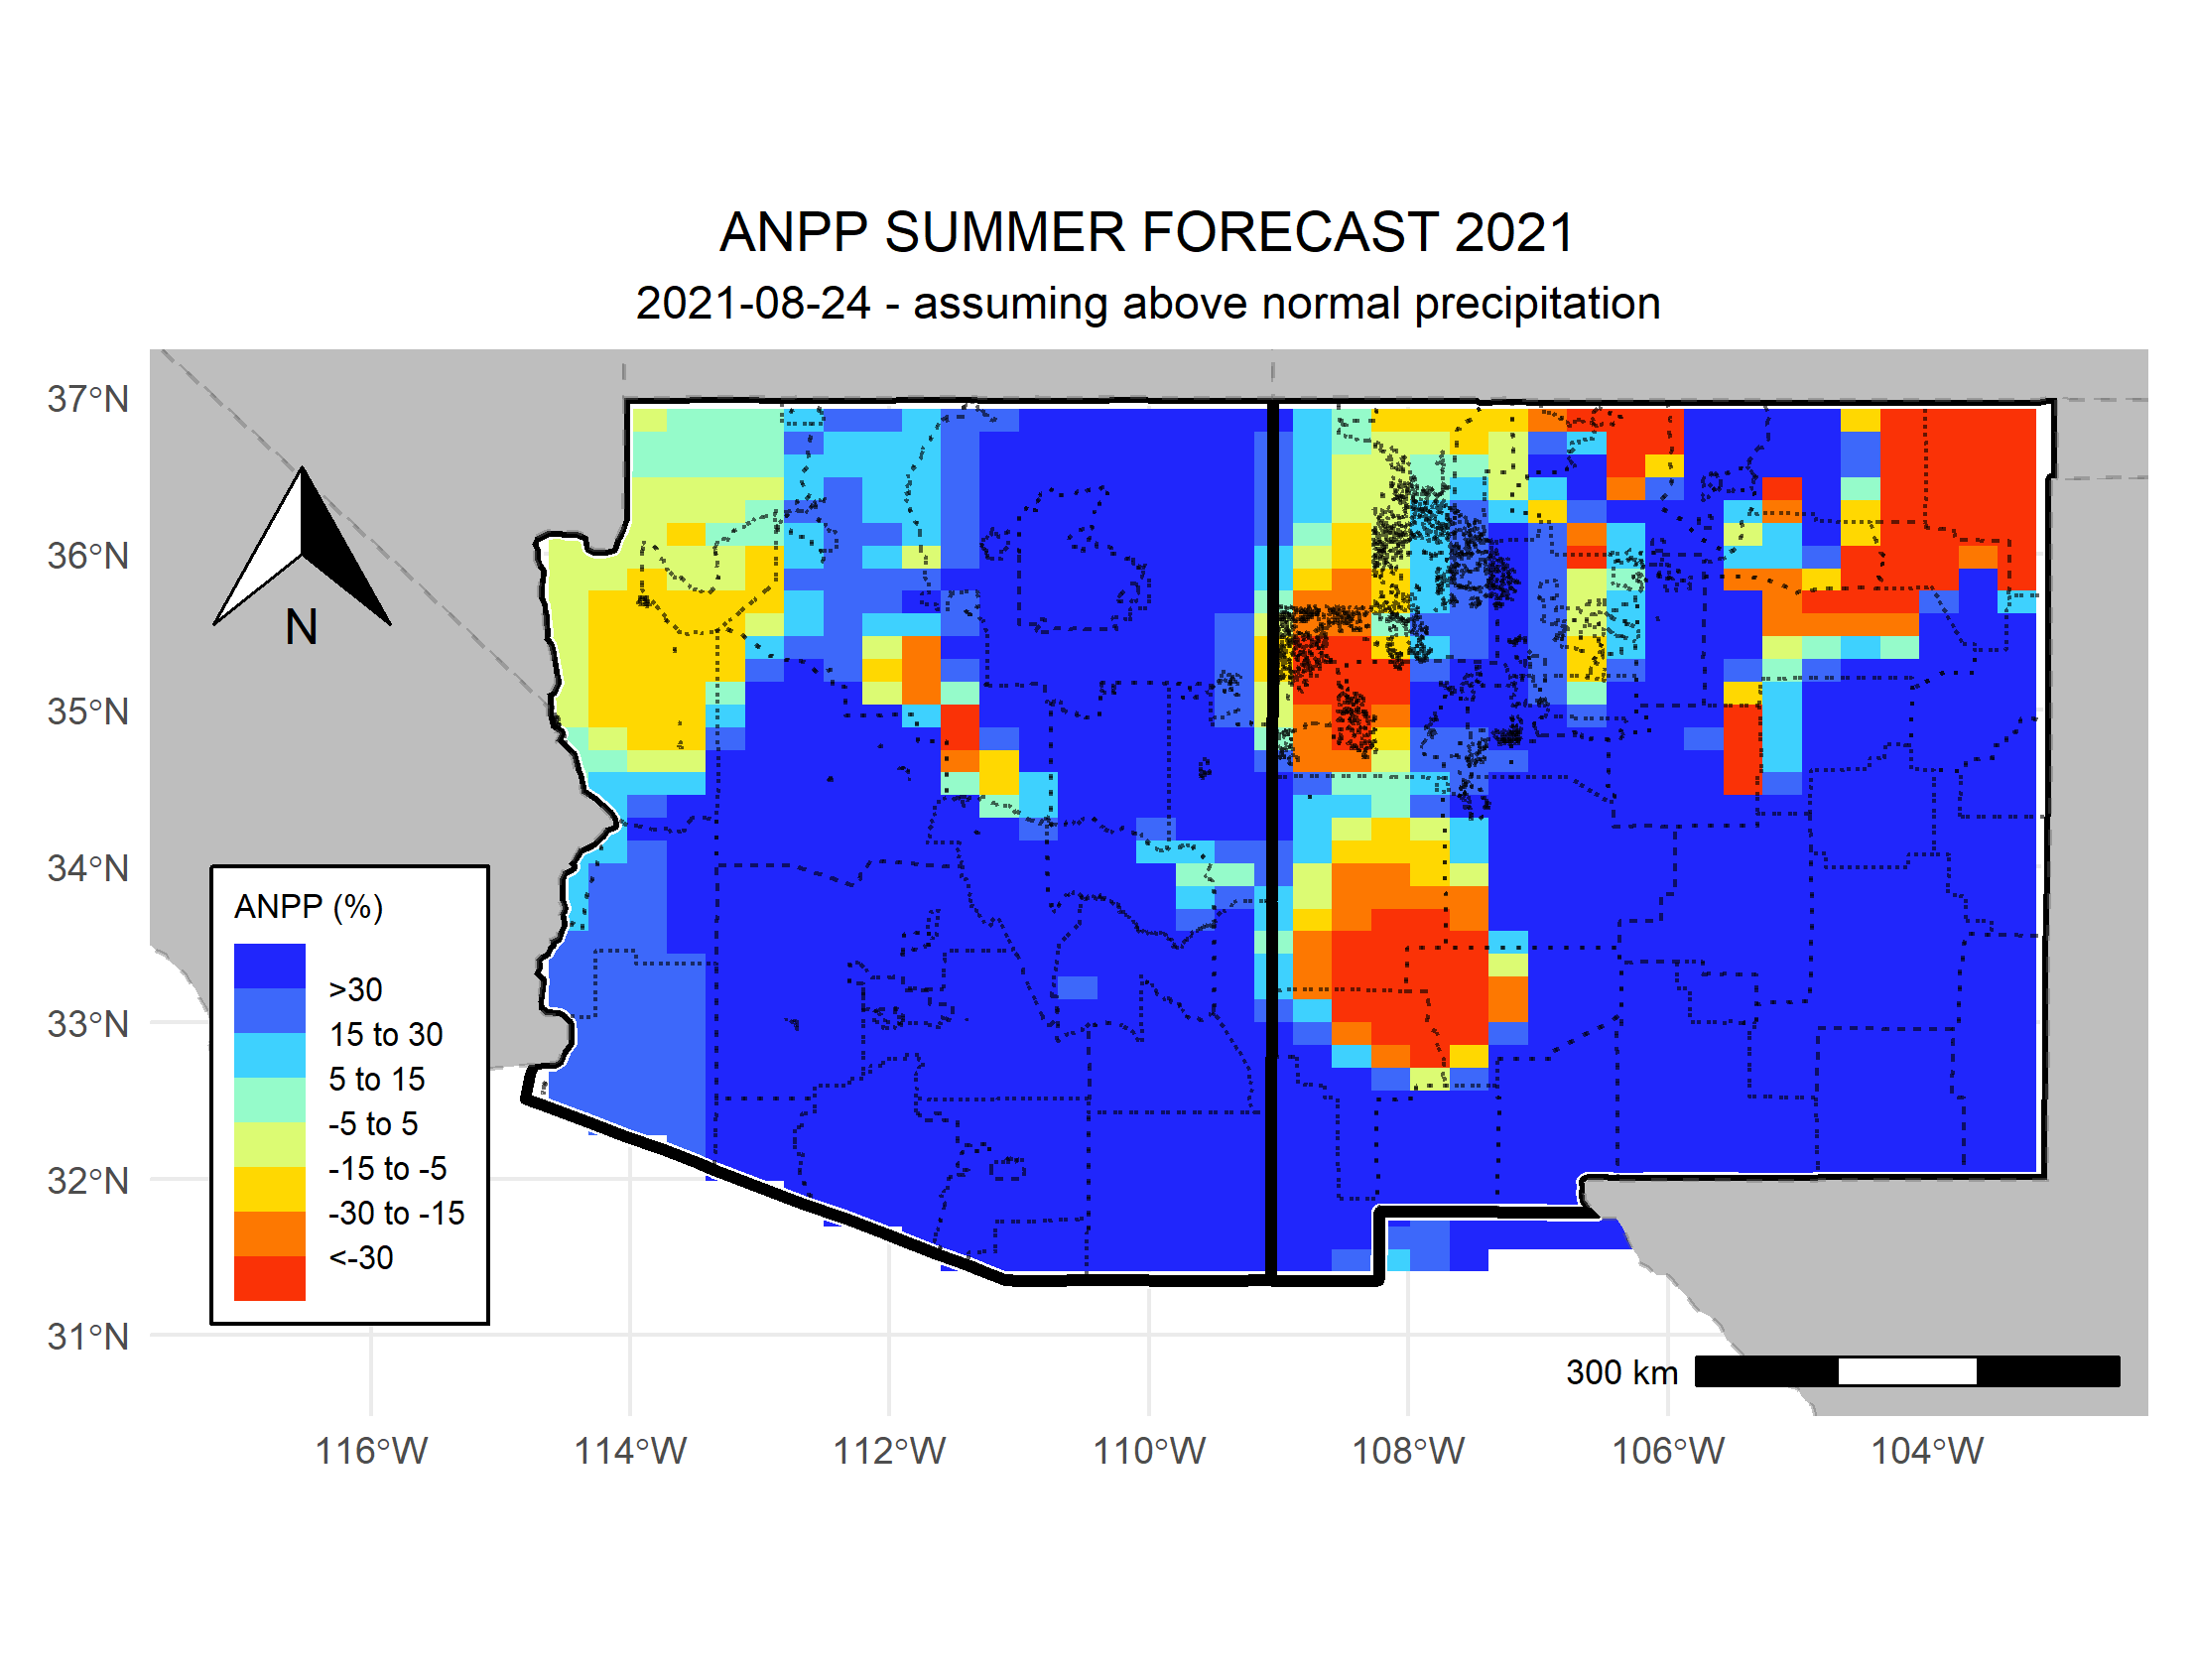 ANPP SUMMER FORECAST 2021
2021-08-24 - assuming above normal precipitation
37°N
36°N
35°N
34°N
33°N
32°N
31°N
N
ANPP (%)
>30
15 to 30
5 to 15
-5 to 5
-15 to -5
-30 to -15
<-30
300 km
116°W 114°W 112°W 110°W 108°W 106°W 104°W